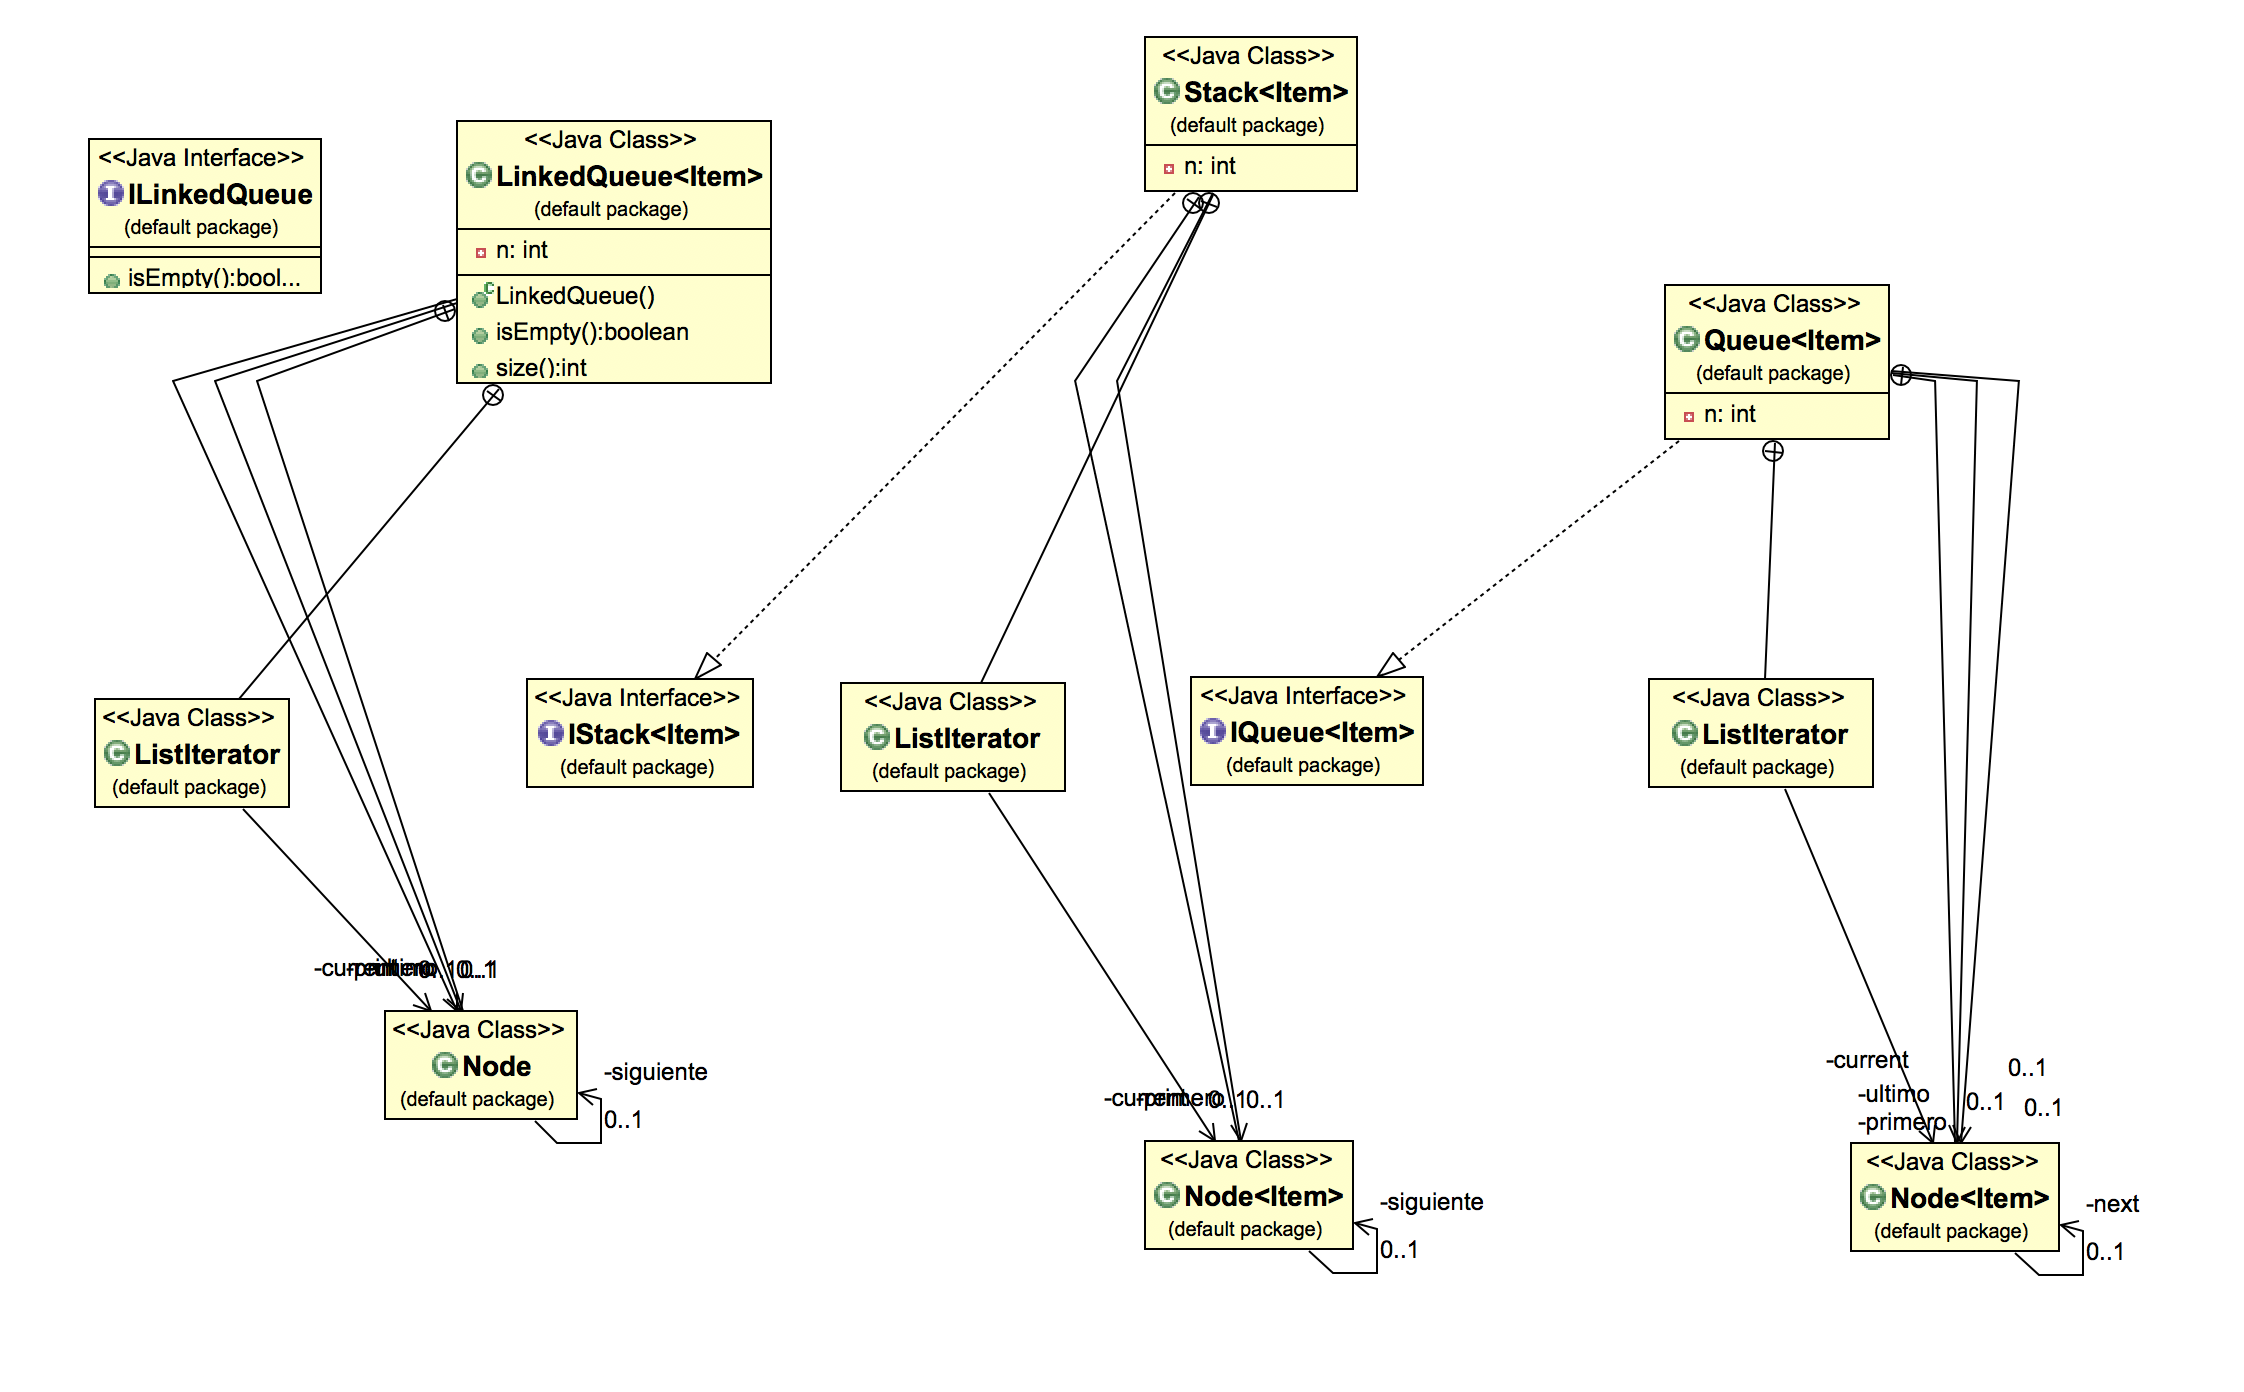 <<Java Class>>
Stack<Item>
(default package)
n: int
<<Java Interface>>
ILinkedQueue
(default package)
isEmpty():bool...
<<Java Class>>
LinkedQueue<Item>
(default package)
n: int
LinkedQueue()
isEmpty():boolean
size():int
<<Java Class>>
Queue<Item>
(default package)
n: int
<<Java Class>>
ListIterator
(default package)
<<Java Interface>>
IStack<Item>
(default package)
<<Java Class>>
ListIterator
(default package)
<<Java Interface>>
IQueue<Item>
(default package)
<<Java Class>>
ListIterator
(default package)
0..1
<<Java Class>>
Node
(default package)
-siguiente
0..1
-primero
0..1
<<Java Class>>
Node<Item>
(default package)
-siguiente
0..1
-current
0..1
-ultimo
0..1
0..1
-primero
<<Java Class>>
Node<Item>
(default package)
-next
0..1